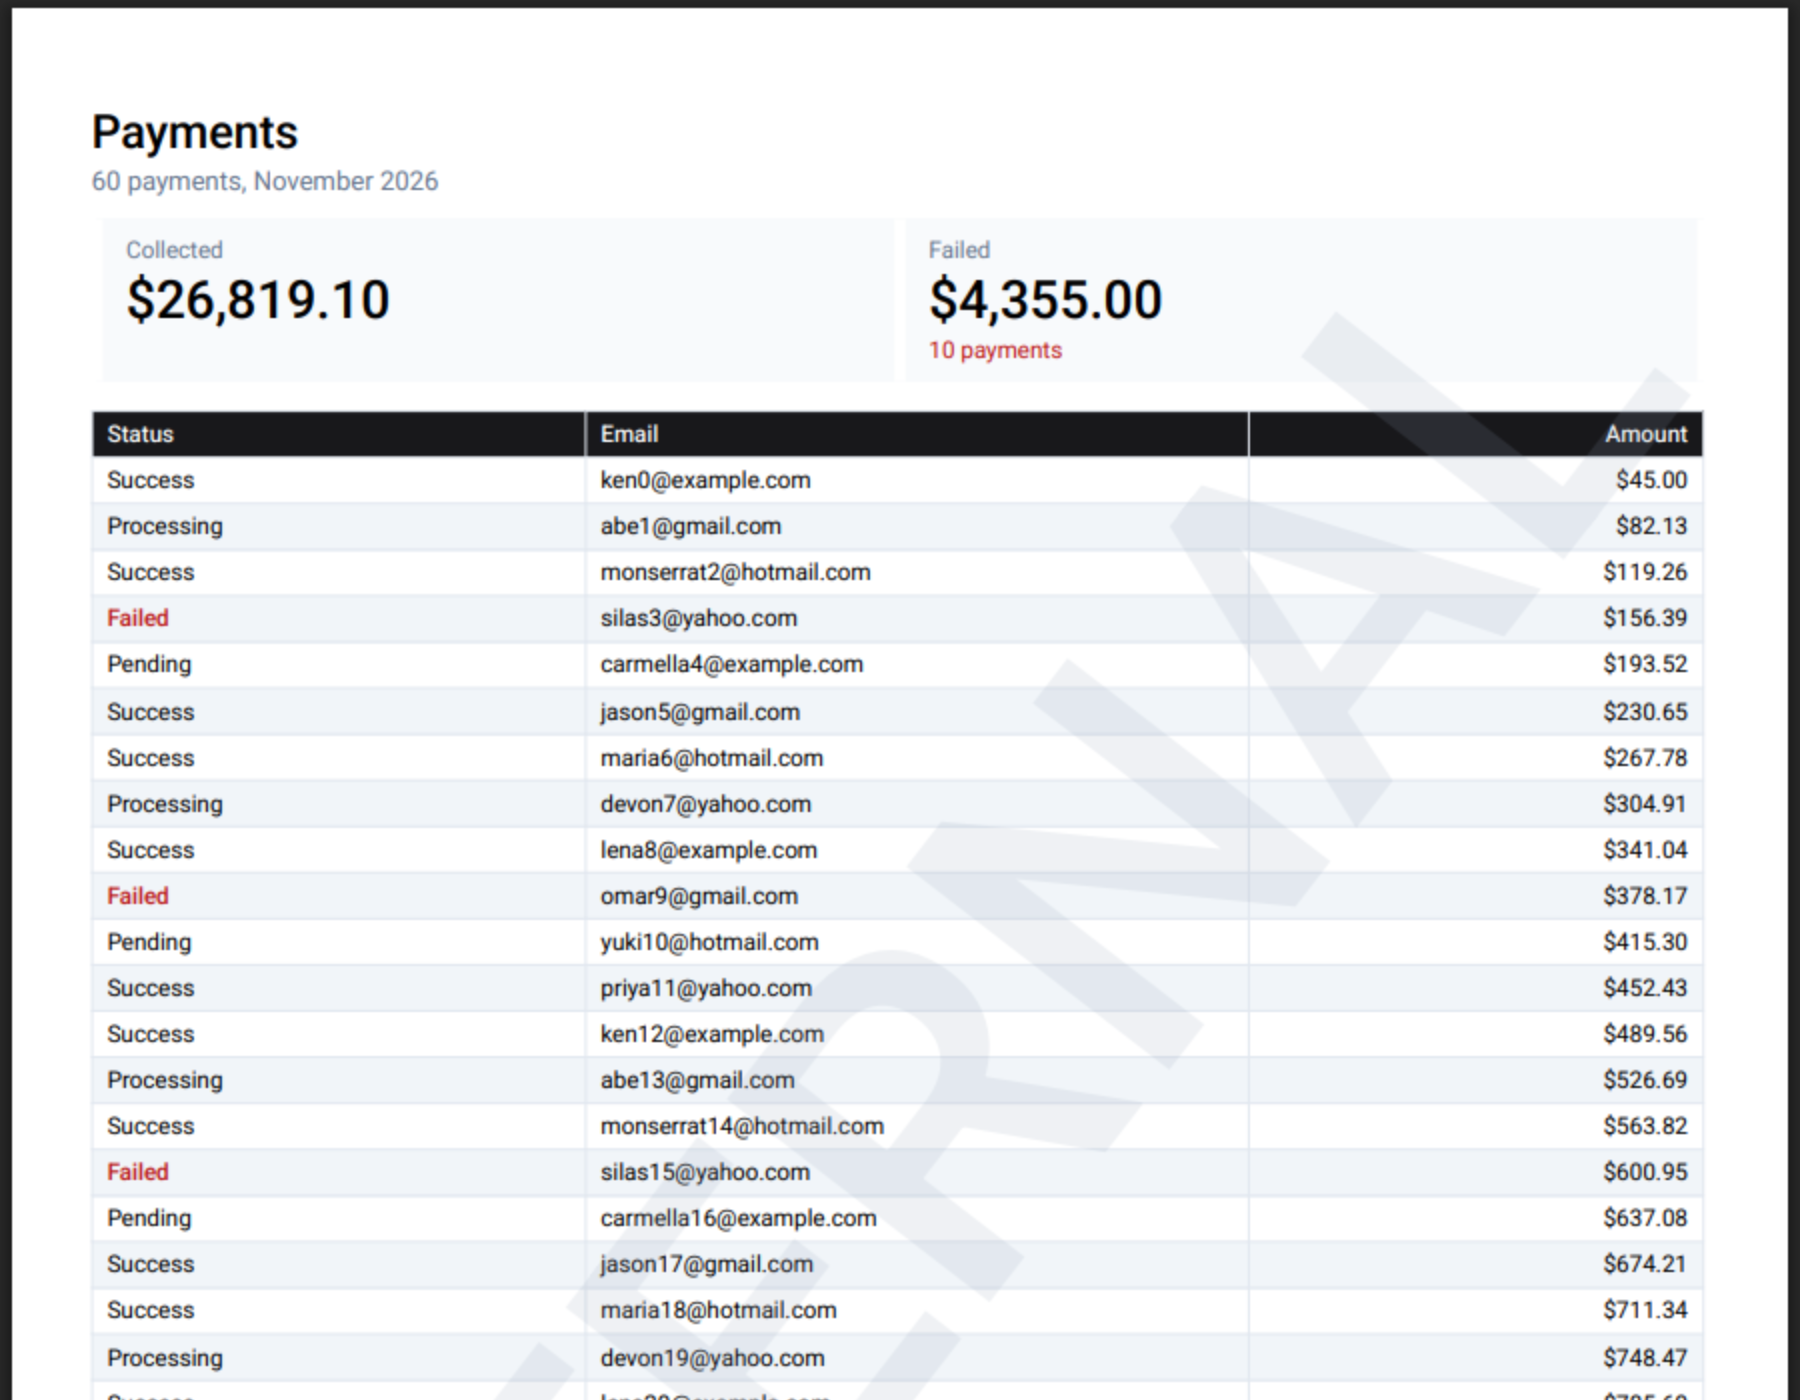 Payments
60 payments, November 2026
Collected
$26,819.10
Failed
$4,355.00
10 payments
Status Email Amount
Success ken0@example.com $45.00
Processing abe1@gmail.com $82.13
Success monserrat2@hotmail.com $119.26
Failed silas3@yahoo.com $156.39
Pending carmella4@example.com $193.52
Success jason5@gmail.com $230.65
Success maria6@hotmail.com $267.78
Processing devon7@yahoo.com $304.91
Success lena8@example.com $341.04
Failed omar9@gmail.com $378.17
Pending yuki10@hotmail.com $415.30
Success priya11@yahoo.com $452.43
Success ken12@example.com $489.56
Processing abe13@gmail.com $526.69
Success monserrat14@hotmail.com $563.82
Failed silas15@yahoo.com $600.95
Pending carmella16@example.com $637.08
Success jason17@gmail.com $674.21
Success maria18@hotmail.com $711.34
Processing devon19@yahoo.com $748.47
ERNAL